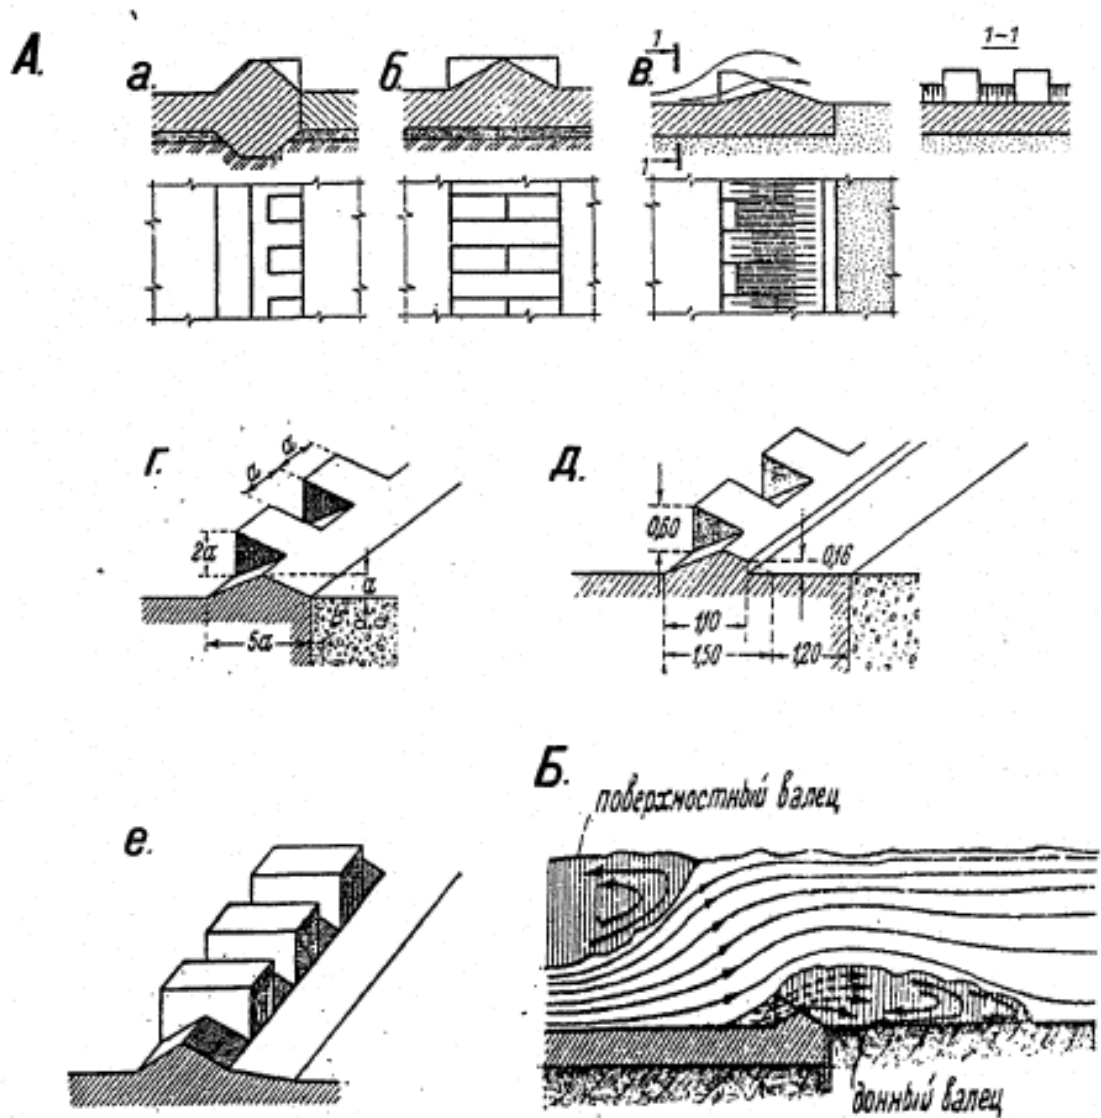 А.
а.
б.
в.
1
1
1-1
г.
а
а
2а
а
5а
д.
0,60
0,16
1,10
1,50
1,20
е.
Б.
поверхностный валец
донный валец